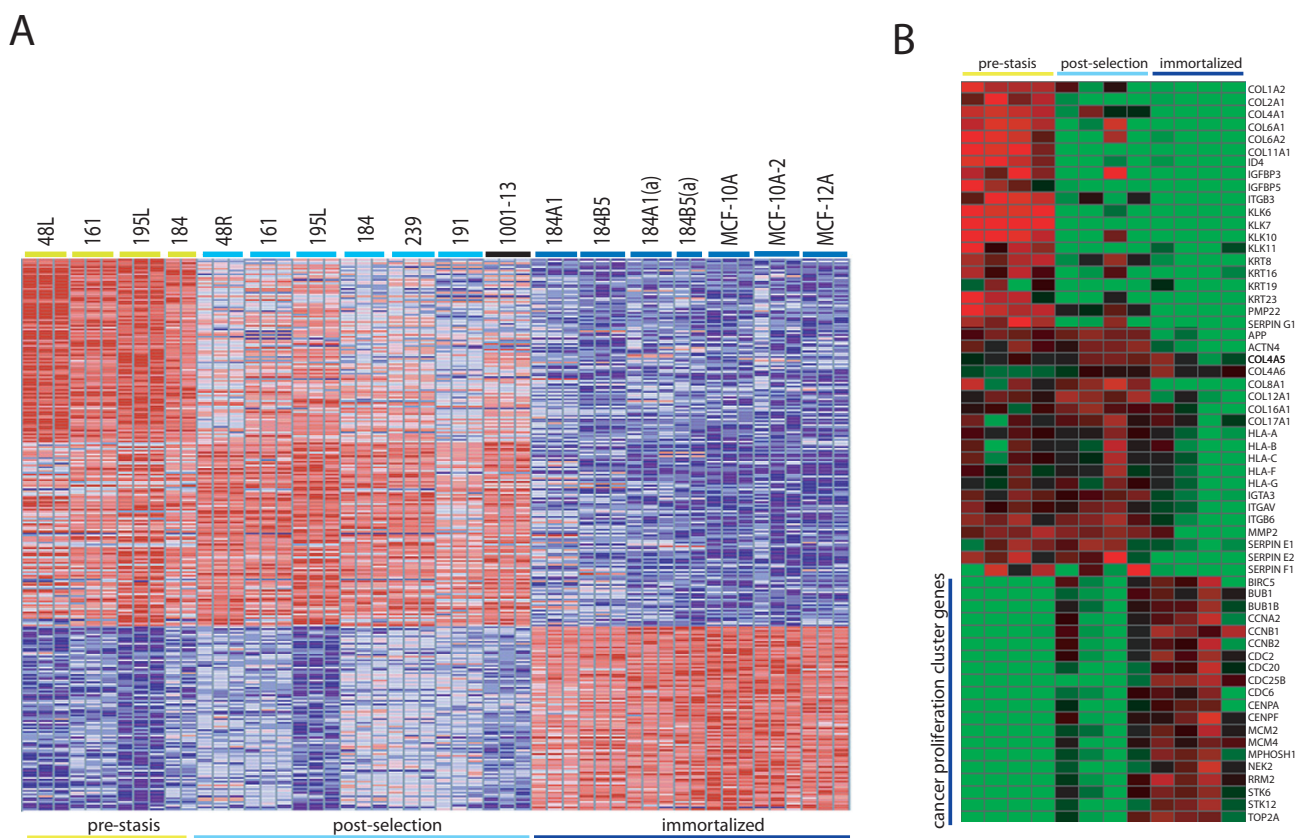 A
48L
161
195L
184
48R
161
195L
184
239
191
1001-13
184A1
184B5
184A1(a)
184B5(a)
MCF-10A
MCF-10A-2
MCF-12A
pre-stasis
post-selection
immortalized
B
pre-stasis
post-selection
immortalized
COL1A2
COL2A1
COL4A1
COL6A1
COL6A2
COL11A1
ID4
IGFBP3
IGFBP5
ITGB3
KLK6
KLK7
KLK10
KLK11
KRT8
KRT16
KRT19
KRT23
PMP22
SERPIN G1
APP
ACTN4
COL4A5
COL4A6
COL8A1
COL12A1
COL16A1
COL17A1
HLA-A
HLA-B
HLA-C
HLA-F
HLA-G
IGTA3
ITGAV
ITGB6
MMP2
SERPIN E1
SERPIN E2
SERPIN F1
cancer proliferation cluster genes
BIRC5
BUB1
BUB1B
CCNA2
CCNB1
CCNB2
CDC2
CDC20
CDC25B
CDC6
CENPA
CENPF
MCM2
MCM4
MPHOSH1
NEK2
RRM2
STK6
STK12
TOP2A